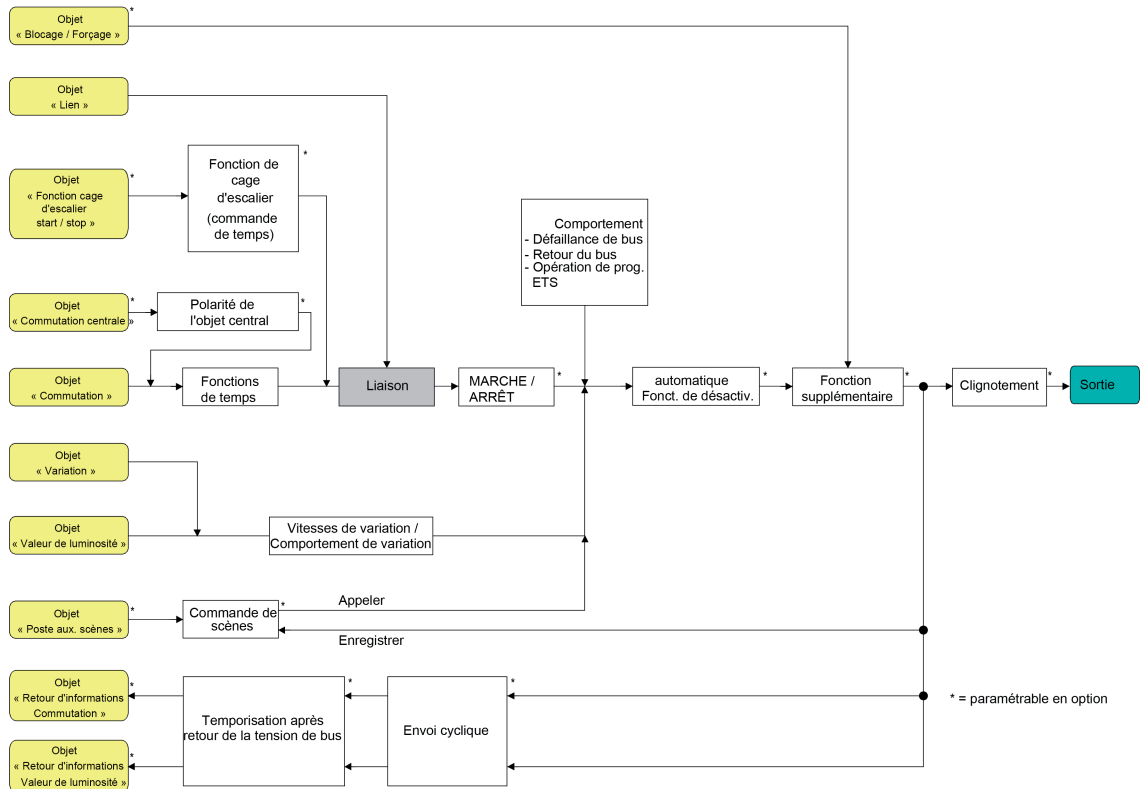 Objet
« Blocage / Forçage »
*
Objet
« Lien »
Objet
« Fonction cage
d'escalier
start / stop »
*
Fonction de
cage
d'escalier
(commande
de temps)
*
Comportement
- Défaillance de bus
- Retour du bus
- Opération de prog.
ETS
Objet
« Commutation centrale »
*
Polarité de
l'objet central
*
Objet
« Commutation »
Fonctions
de temps
Liaison
MARCHE /
ARRÊT
*
automatique
Fonct. de désactiv.
*
Fonction
supplémentaire
*
Clignotement
*
Sortie
Objet
« Variation »
Objet
« Valeur de luminosité »
Vitesses de variation /
Comportement de variation
Objet
« Poste aux. scènes »
*
Commande de
scènes
*
Appeler
Enregistrer
Objet
« Retour d'informations
Commutation »
*
Temporisation après
retour de la tension de bus
*
Envoi cyclique
*
* = paramétrable en option
Objet
« Retour d'informations
Valeur de luminosité »
*